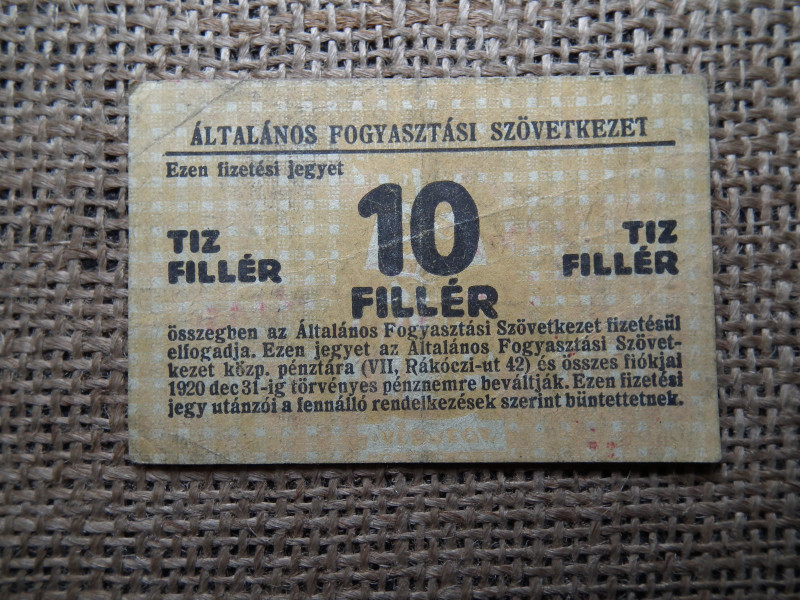 ÁLTALÁNOS FOGYASZTÁSI SZÖVETKEZET
Ezen fizetési jegyet
TIZ
FILLÉR
10
FILLÉR
TIZ
FILLÉR
összegben az Általános Fogyasztási Szövetkezet fizetésül
elfogadja. Ezen jegyet az Általános Fogyasztási Szövet-
kezet közp. pénztára (VII, Rákóczi-ut 42) és összes fiókjai
1920 dec 31-ig törvényes pénznemre beváltják. Ezen fizetési
jegy utánzói a fennálló rendelkezések szerint büntettetnek.